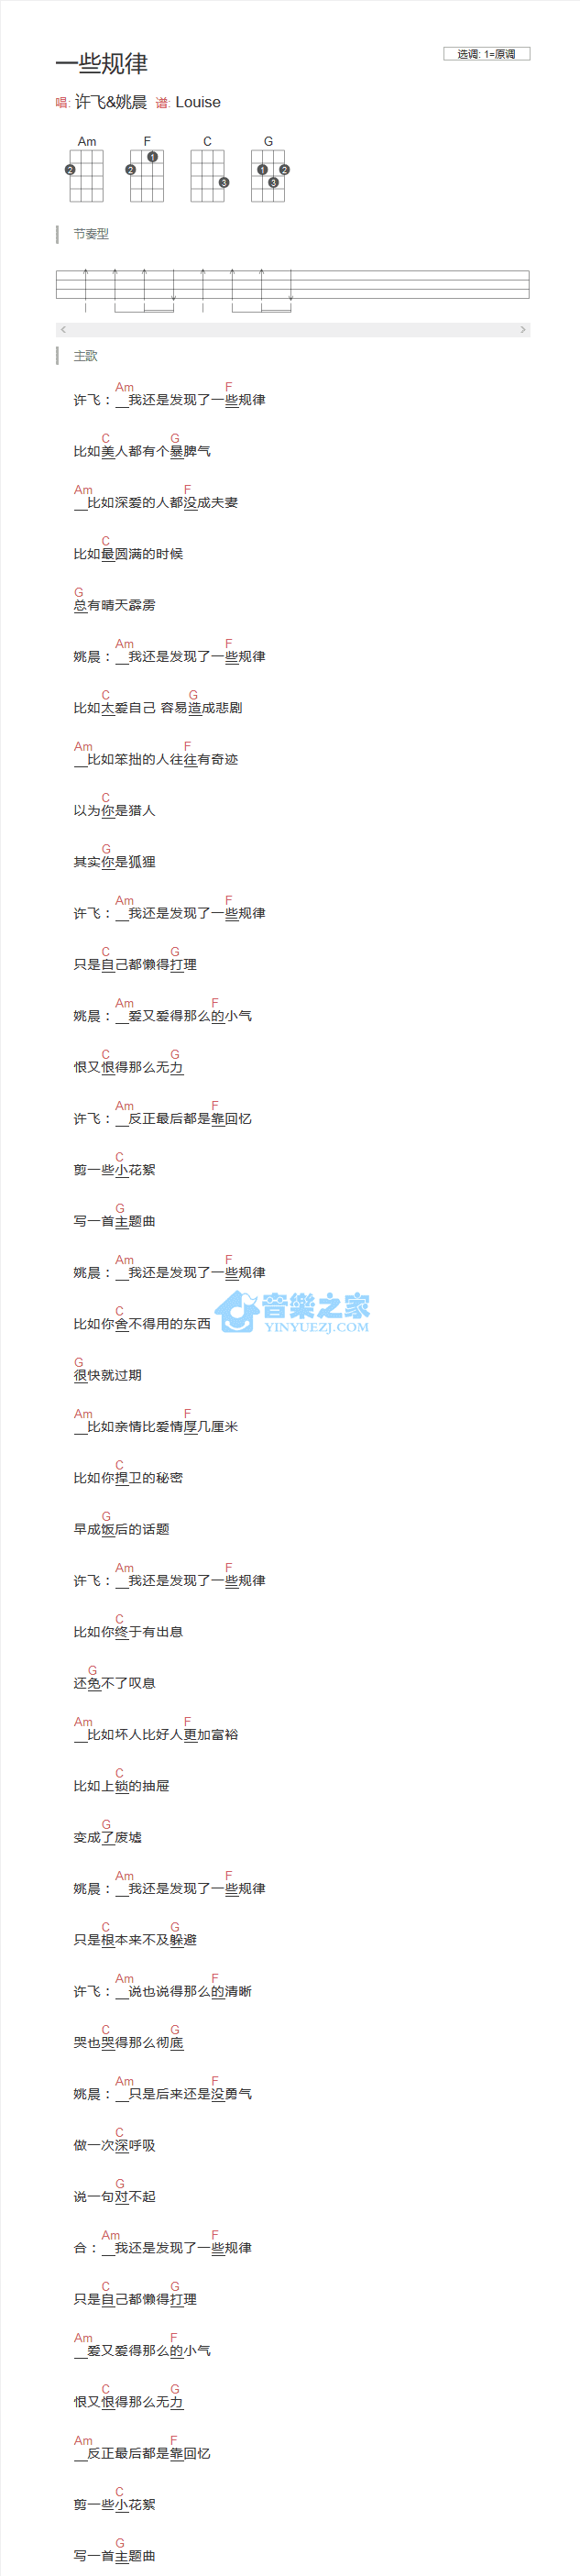 一些规律
选调: 1=原调
唱: 许飞&姚晨 谱: Louise
Am F C G
2 2 1 3 1 2 3
节奏型
主歌
Am F
许飞：__我还是发现了一些规律
C G
比如美人都有个暴脾气
Am F
__比如深爱的人都没成夫妻
C
比如最圆满的时候
G
总有晴天霹雳
Am F
姚晨：__我还是发现了一些规律
C G
比如太爱自己 容易造成悲剧
Am F
__比如笨拙的人往往有奇迹
C
以为你是猎人
G
其实你是狐狸
Am F
许飞：__我还是发现了一些规律
C G
只是自己都懒得打理
Am F
姚晨：__爱又爱得那么的小气
C G
恨又恨得那么无力
Am F
许飞：__反正最后都是靠回忆
C
剪一些小花絮
G
写一首主题曲
Am F
姚晨：__我还是发现了一些规律
C
比如你舍不得用的东西
音樂之家
YINYUEZJ.COM
G
很快就过期
Am F
__比如亲情比爱情厚几厘米
C
比如你捍卫的秘密
G
早成饭后的话题
Am F
许飞：__我还是发现了一些规律
C
比如你终于有出息
G
还免不了叹息
Am F
__比如坏人比好人更加富裕
C
比如上锁的抽屉
G
变成了废墟
Am F
姚晨：__我还是发现了一些规律
C G
只是根本来不及躲避
Am F
许飞：__说也说得那么的清晰
C G
哭也哭得那么彻底
Am F
姚晨：__只是后来还是没勇气
C
做一次深呼吸
G
说一句对不起
Am F
合：__我还是发现了一些规律
C G
只是自己都懒得打理
Am F
__爱又爱得那么的小气
C G
恨又恨得那么无力
Am F
__反正最后都是靠回忆
C
剪一些小花絮
G
写一首主题曲